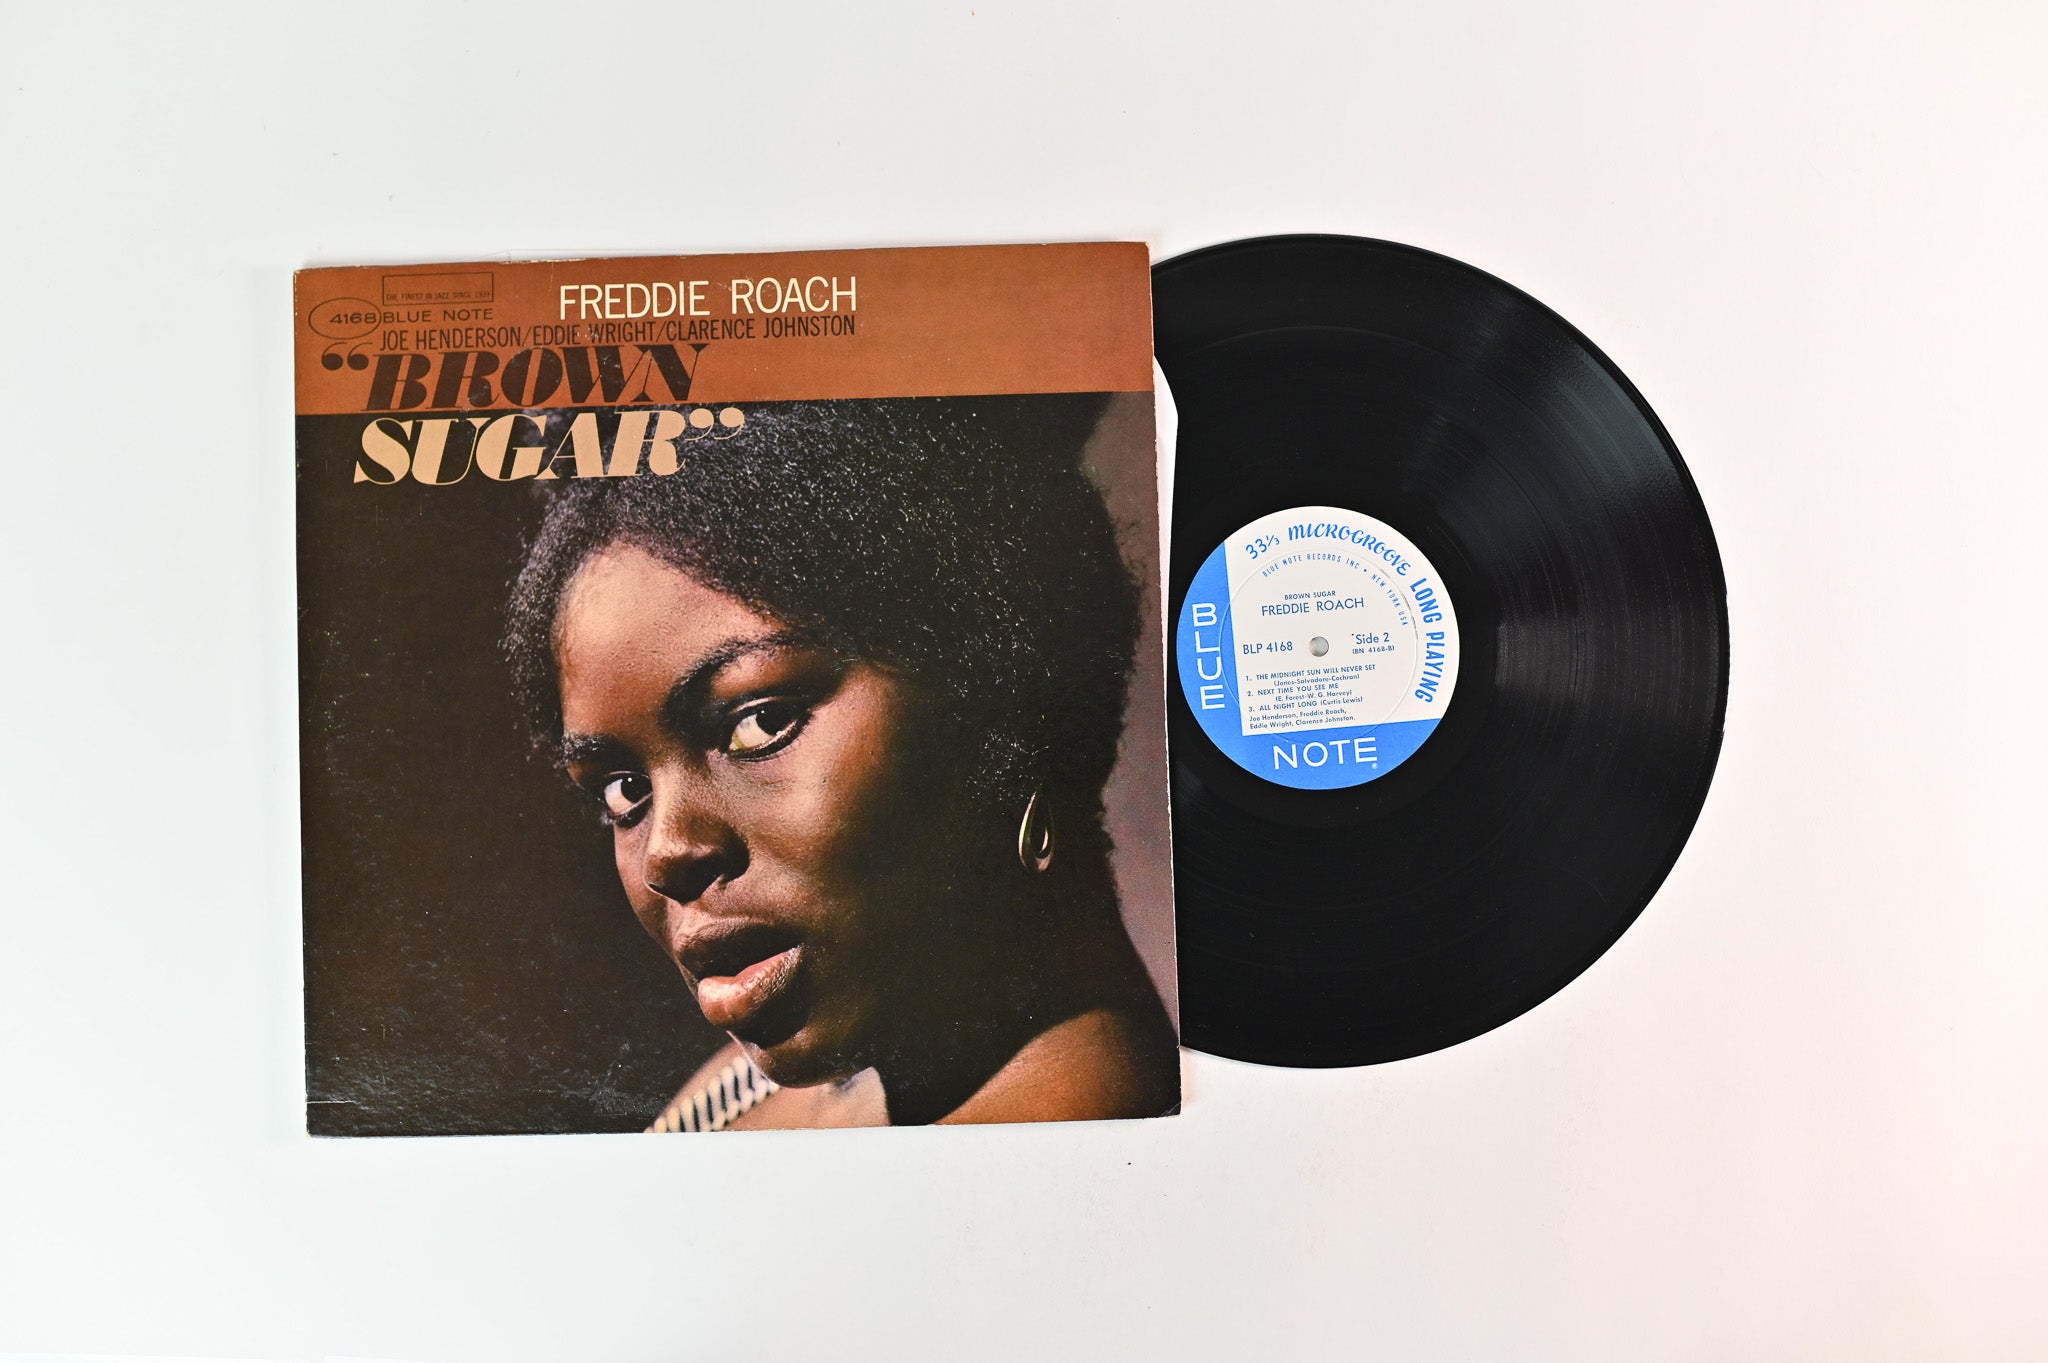 THE FINEST IN JAZZ SINCE 1939
4168 BLUE NOTE
FREDDIE ROACH
JOE HENDERSON/EDDIE WRIGHT/CLARENCE JOHNSTON
“BROWN
SUGAR”
33⅓ MICROGROOVE LONG PLAYING
BLUE NOTE RECORDS INC • NEW YORK USA
BROWN SUGAR
FREDDIE ROACH
BLP 4168
Side 2
(BN 4168-B)
1. THE MIDNIGHT SUN WILL NEVER SET
(Jones-Salvadore-Cochran)
2. NEXT TIME YOU SEE ME
(E. Forest-W. G. Harvey)
3. ALL NIGHT LONG (Curtis Lewis)
Joe Henderson, Freddie Roach,
Eddie Wright, Clarence Johnston.
BLUE
NOTE®